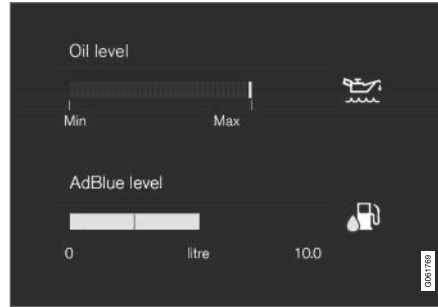 Oil level
Min Max
AdBlue level
0 litre 10.0
G061769